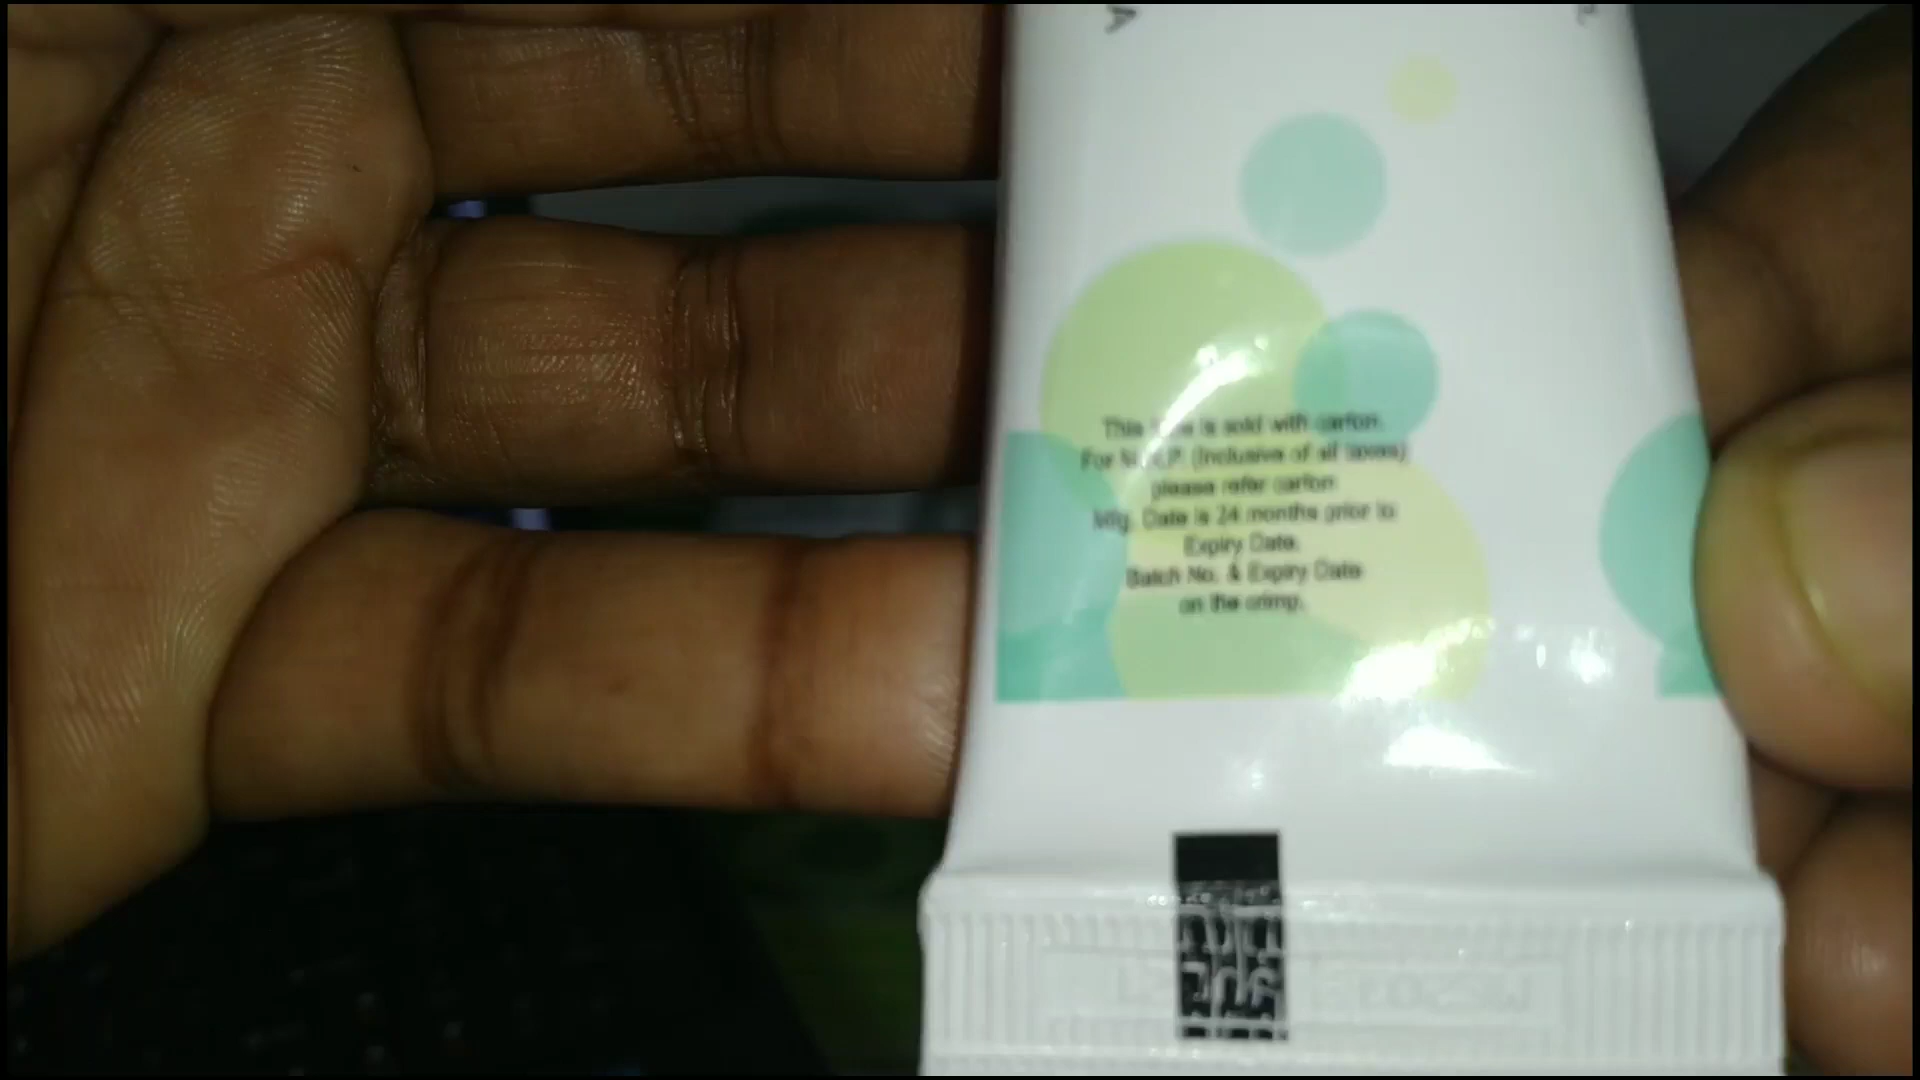 This is sold with carton.
For (Inclusive of all taxes)
please refer carton
Mfg. Date is 24 months prior to
Expiry Date.
Batch No. & Expiry Date
on the crimp.